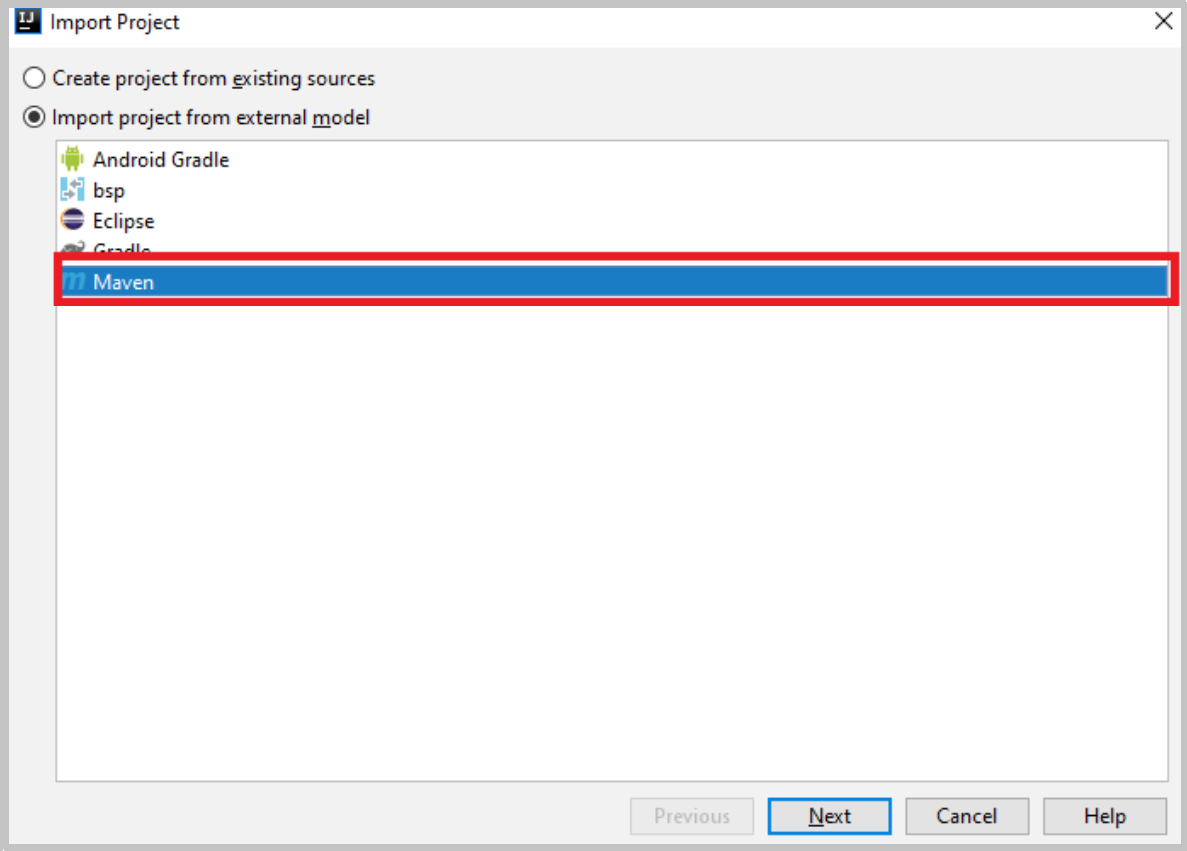 IJ Import Project
Create project from existing sources
Import project from external model
Android Gradle
bsp
Eclipse
Gradle
m Maven
Previous Next Cancel Help